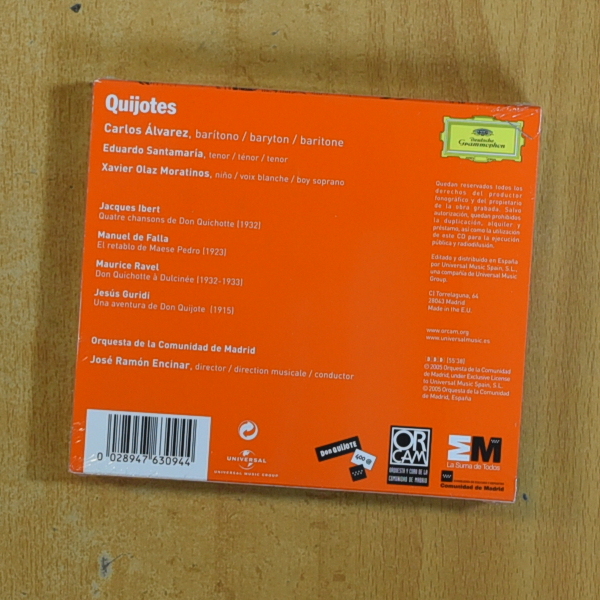 Quijotes
Carlos Álvarez, barítono / baryton / baritone
Eduardo Santamaría, tenor / ténor / tenor
Xavier Olaz Moratinos, niño / voix blanche / boy soprano
Jacques Ibert
Quatre chansons de Don Quichotte (1932)
Manuel de Falla
El retablo de Maese Pedro (1923)
Maurice Ravel
Don Quichotte à Dulcinée (1932-1933)
Jesús Guridi
Una aventura de Don Quijote (1915)
Orquesta de la Comunidad de Madrid
José Ramón Encinar, director / direction musicale / conductor
Deutsche
Grammophon
Quedan reservados todos los
derechos del productor
fonográfico y del propietario
de la obra grabada. Salvo
autorización, quedan prohibidos
la duplicación, alquiler y
préstamo, así como la utilización
de este CD para la ejecución
pública y radiodifusión.
Editado y distribuido en España
por Universal Music Spain, S.L.,
una compañía de Universal Music
Group.
C/ Torrelaguna, 64
28043 Madrid
Made in the E.U.
www.orcam.org
www.universalmusic.es
D.D.D. (55:38)
℗ 2005 Orquesta de la Comunidad
de Madrid, under Exclusive License
to Universal Music Spain, S.L.
© 2005 Orquesta de la Comunidad
de Madrid, España
0 028947 630944
UNIVERSAL
UNIVERSAL MUSIC GROUP
Don Quijote
400
ORCAM
ORQUESTA Y CORO DE LA
COMUNIDAD DE MADRID
M
La Suma de Todos
Comunidad de Madrid